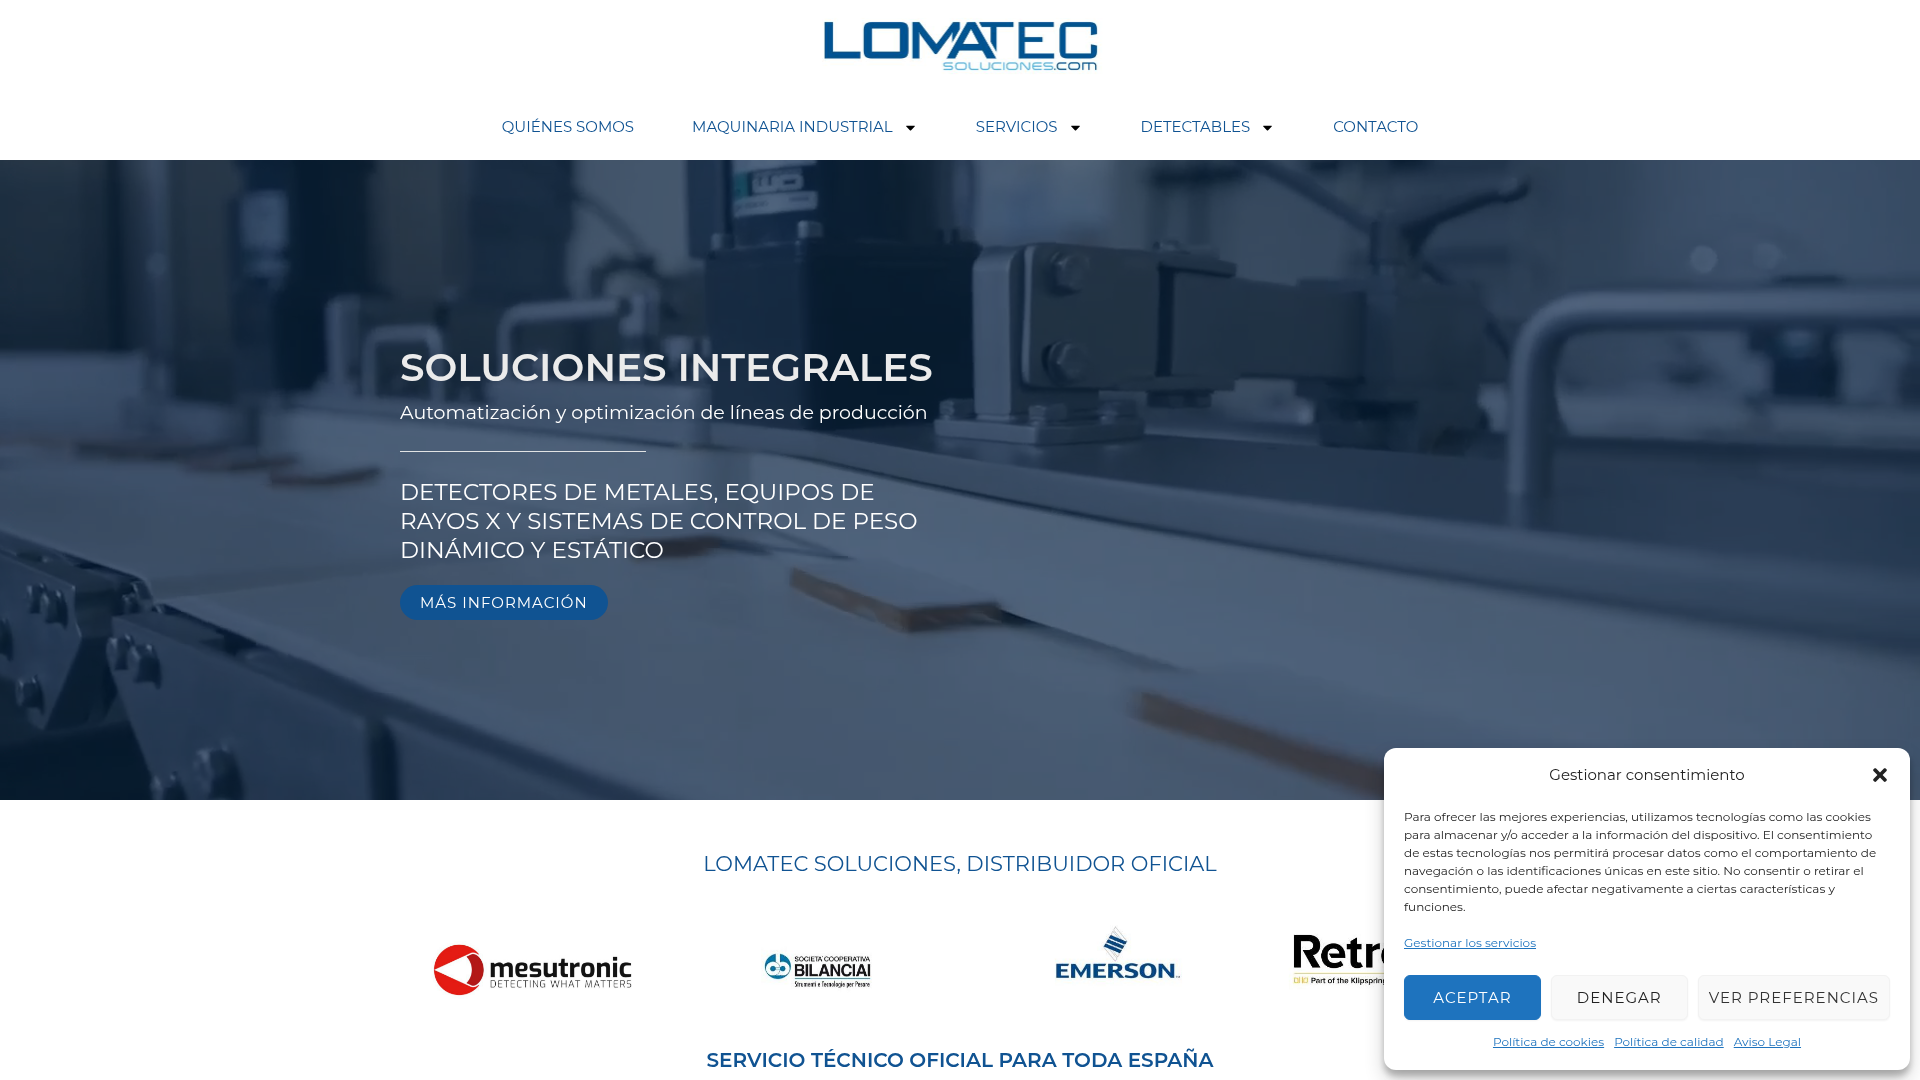 LOMATEC
SOLUCIONES.COM
QUIÉNES SOMOS
MAQUINARIA INDUSTRIAL
SERVICIOS
DETECTABLES
CONTACTO
SOLUCIONES INTEGRALES
Automatización y optimización de líneas de producción
DETECTORES DE METALES, EQUIPOS DE
RAYOS X Y SISTEMAS DE CONTROL DE PESO
DINÁMICO Y ESTÁTICO
MÁS INFORMACIÓN
LOMATEC SOLUCIONES, DISTRIBUIDOR OFICIAL
mesutronic
DETECTING WHAT MATTERS
SOCIETA' COOPERATIVA
BILANCIAI
Strumenti e Tecnologie per Pesare
EMERSON
Part of the Klipspring
SERVICIO TÉCNICO OFICIAL PARA TODA ESPAÑA
Gestionar consentimiento
Para ofrecer las mejores experiencias, utilizamos tecnologías como las cookies
para almacenar y/o acceder a la información del dispositivo. El consentimiento
de estas tecnologías nos permitirá procesar datos como el comportamiento de
navegación o las identificaciones únicas en este sitio. No consentir o retirar el
consentimiento, puede afectar negativamente a ciertas características y
funciones.
Gestionar los servicios
ACEPTAR
DENEGAR
VER PREFERENCIAS
Política de cookies
Política de calidad
Aviso Legal